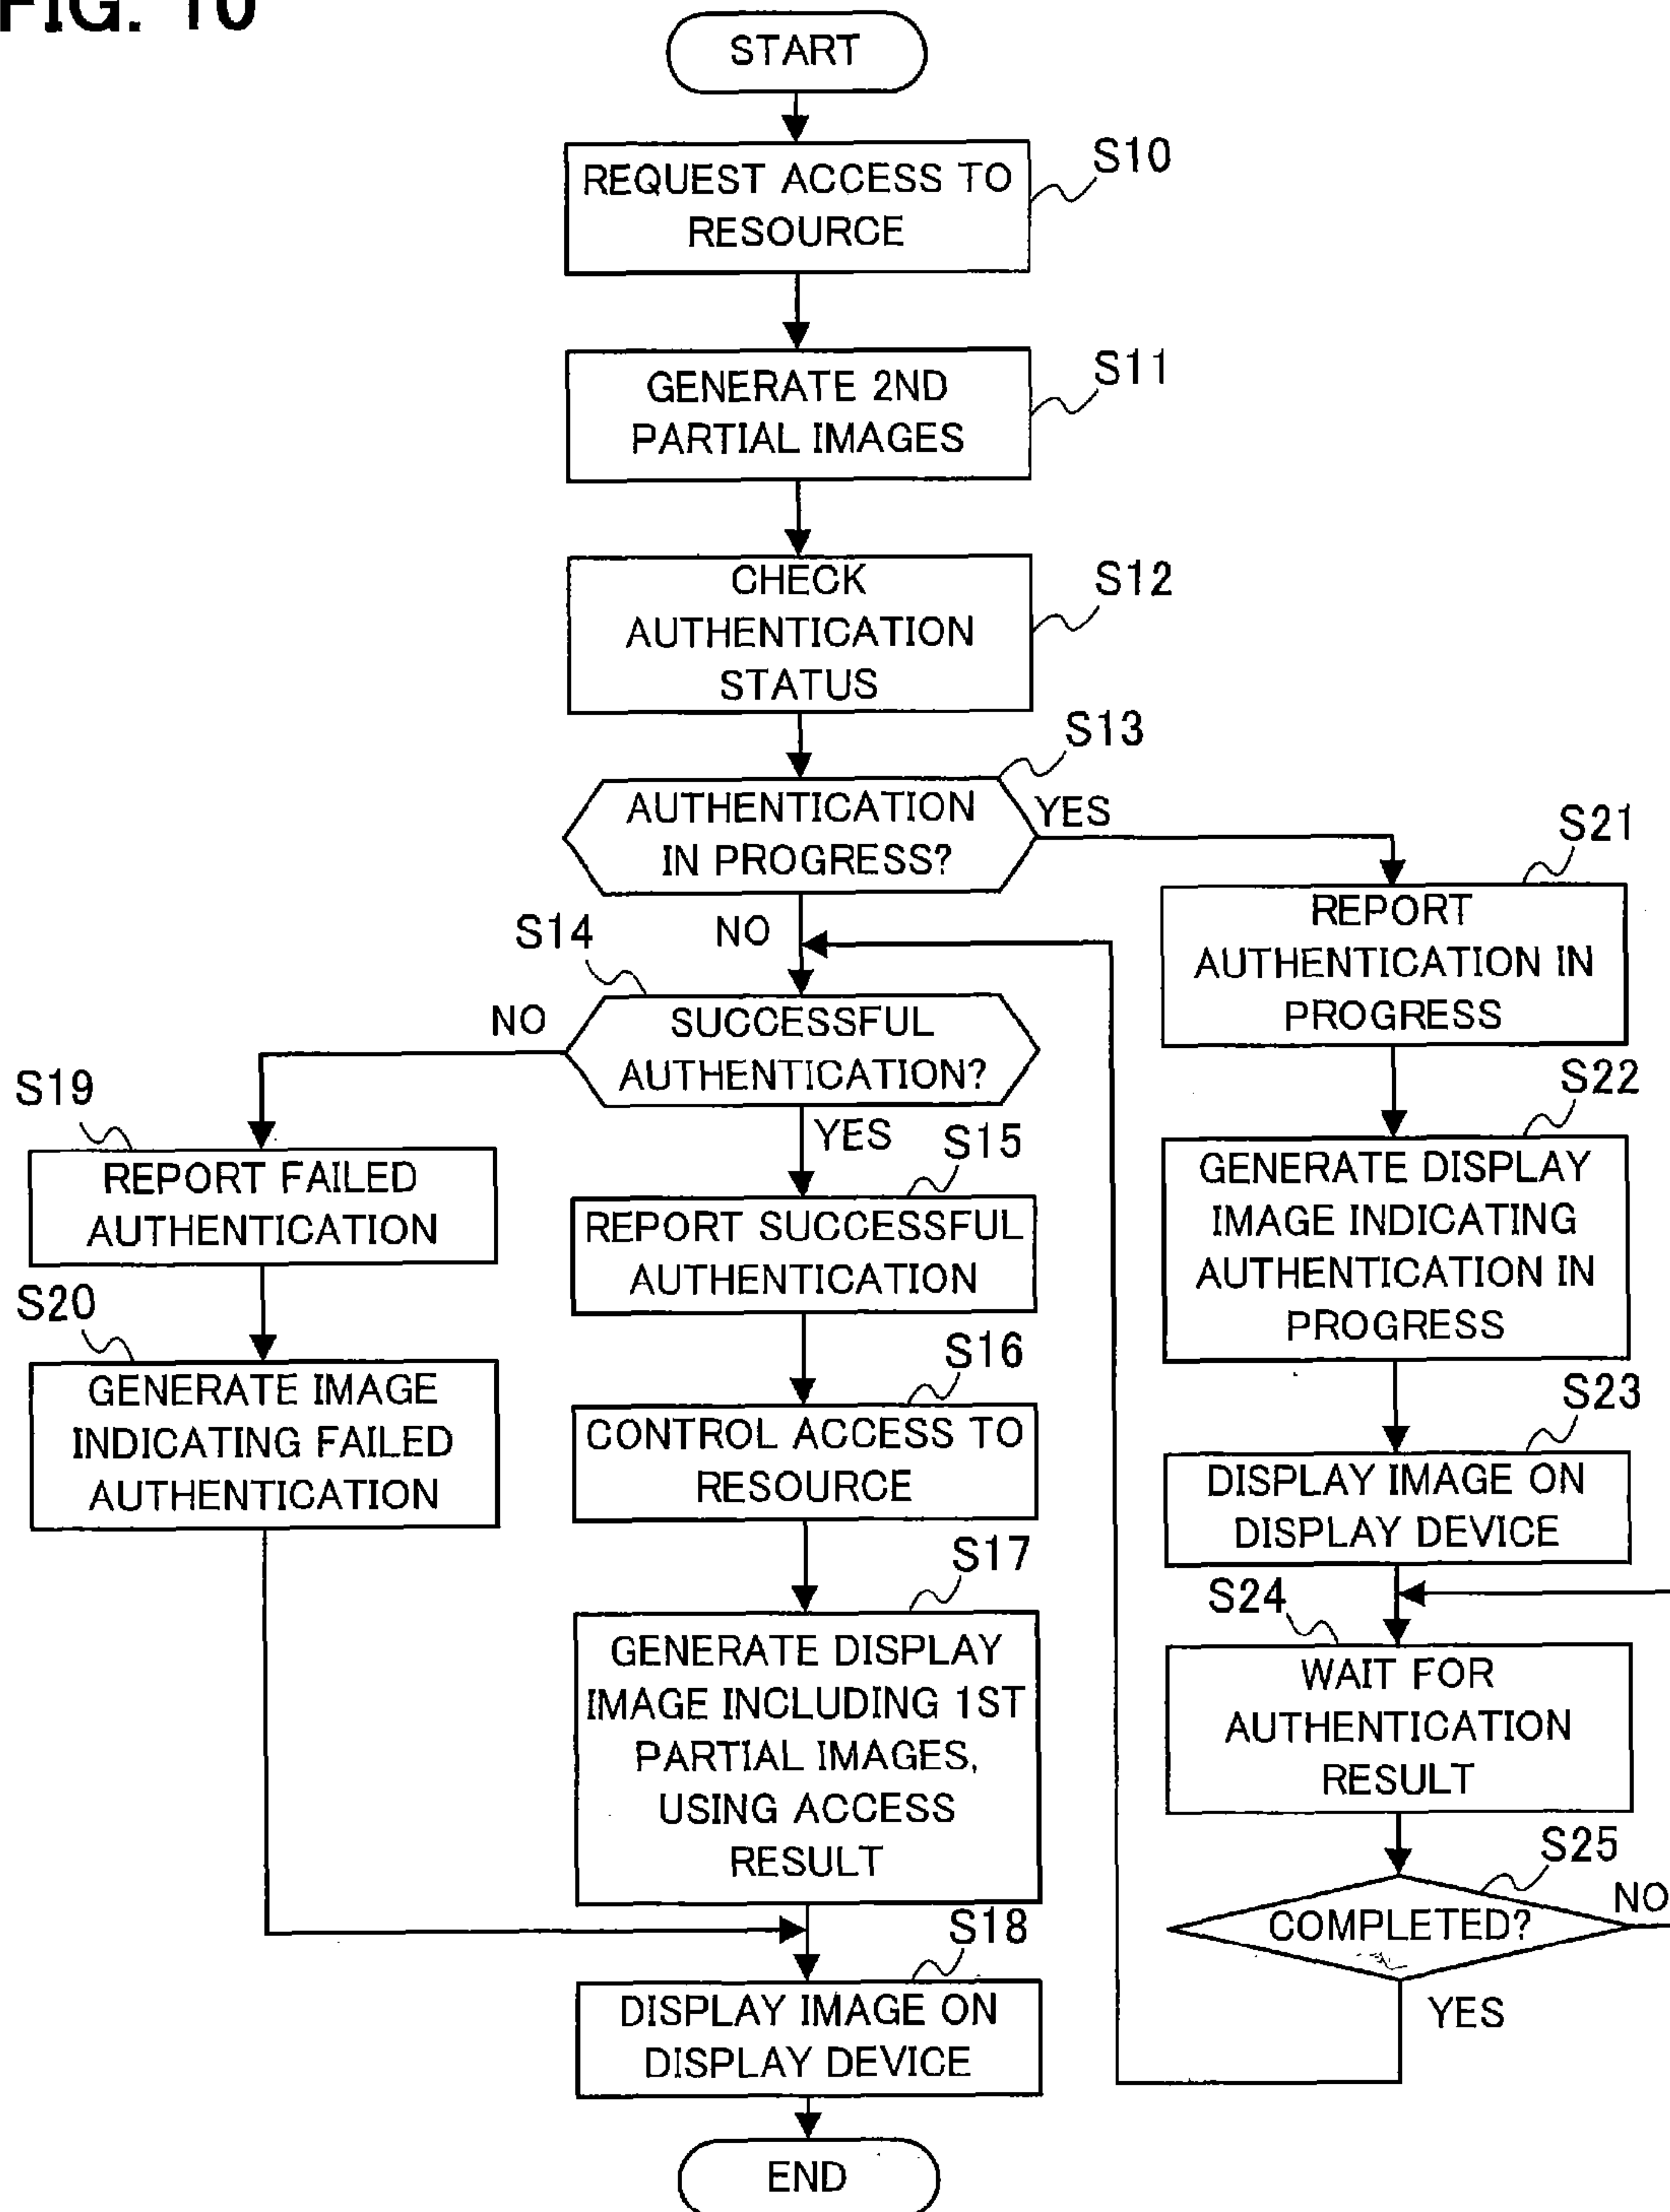 FIG. 10
START
S10
REQUEST ACCESS TO
RESOURCE
S11
GENERATE 2ND
PARTIAL IMAGES
S12
CHECK
AUTHENTICATION
STATUS
S13
AUTHENTICATION
IN PROGRESS?
YES
NO
S14
SUCCESSFUL
AUTHENTICATION?
NO
YES
S15
REPORT SUCCESSFUL
AUTHENTICATION
S16
CONTROL ACCESS TO
RESOURCE
S17
GENERATE DISPLAY
IMAGE INCLUDING 1ST
PARTIAL IMAGES,
USING ACCESS
RESULT
S18
DISPLAY IMAGE ON
DISPLAY DEVICE
END
S19
REPORT FAILED
AUTHENTICATION
S20
GENERATE IMAGE
INDICATING FAILED
AUTHENTICATION
S21
REPORT
AUTHENTICATION IN
PROGRESS
S22
GENERATE DISPLAY
IMAGE INDICATING
AUTHENTICATION IN
PROGRESS
S23
DISPLAY IMAGE ON
DISPLAY DEVICE
S24
WAIT FOR
AUTHENTICATION
RESULT
S25
COMPLETED?
NO
YES